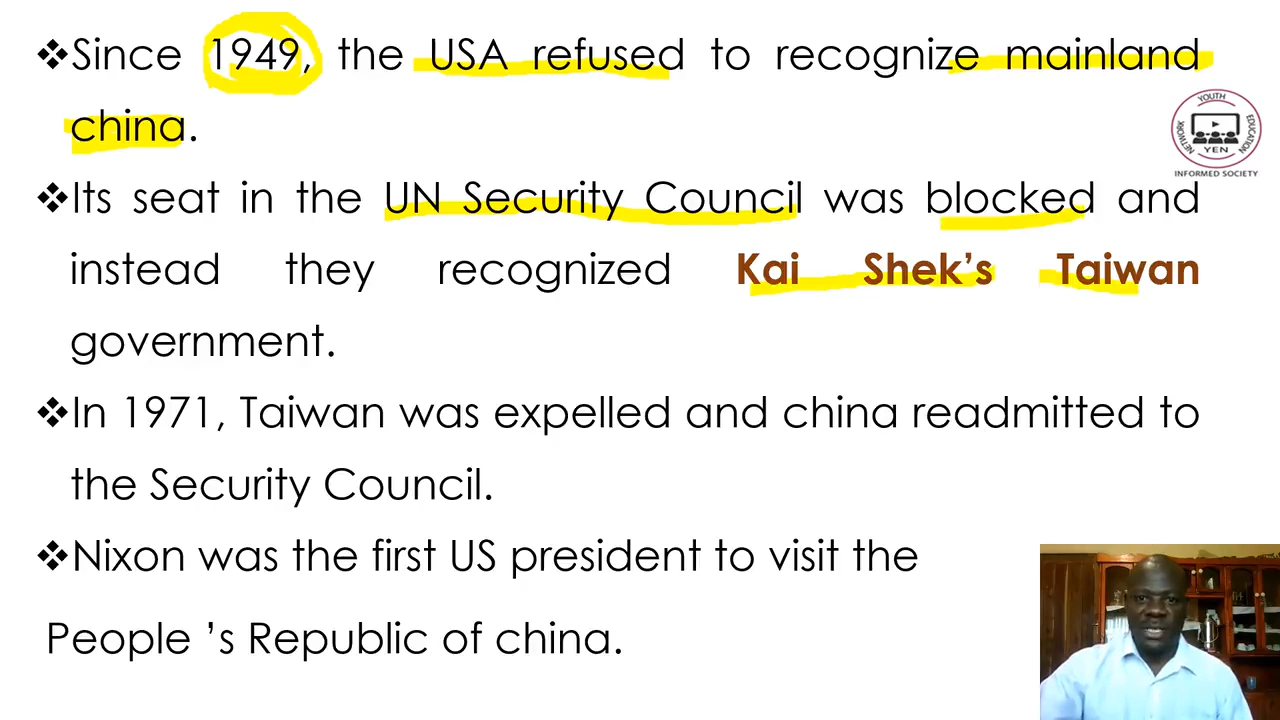 ❖Since 1949, the USA refused to recognize mainland
china.
❖Its seat in the UN Security Council was blocked and
instead they recognized Kai Shek's Taiwan
government.
❖In 1971, Taiwan was expelled and china readmitted to
the Security Council.
❖Nixon was the first US president to visit the
People 's Republic of china.
YOUTH
EDUCATION
NETWORK
YEN
INFORMED SOCIETY